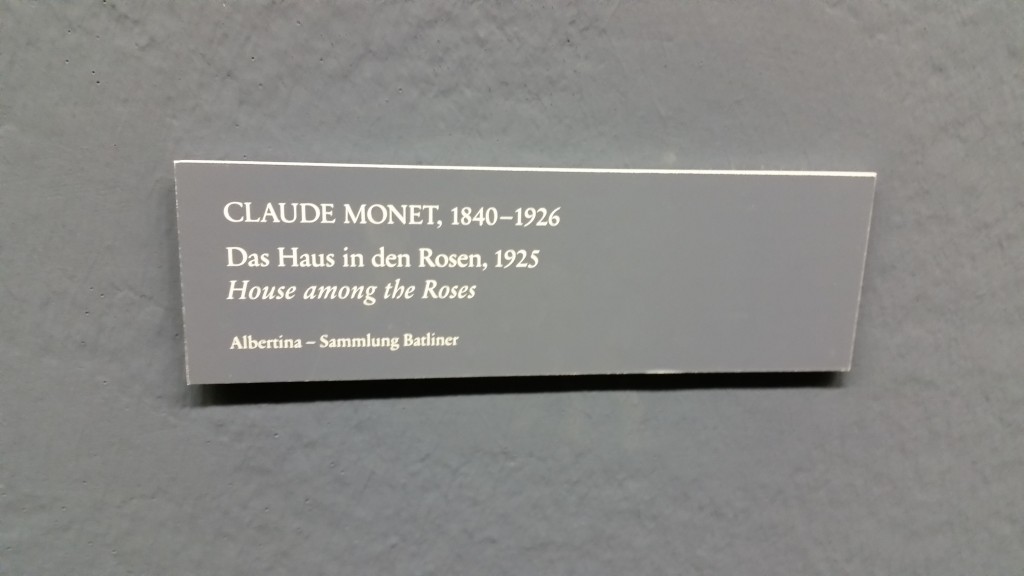 CLAUDE MONET, 1840–1926
Das Haus in den Rosen, 1925
House among the Roses
Albertina – Sammlung Batliner